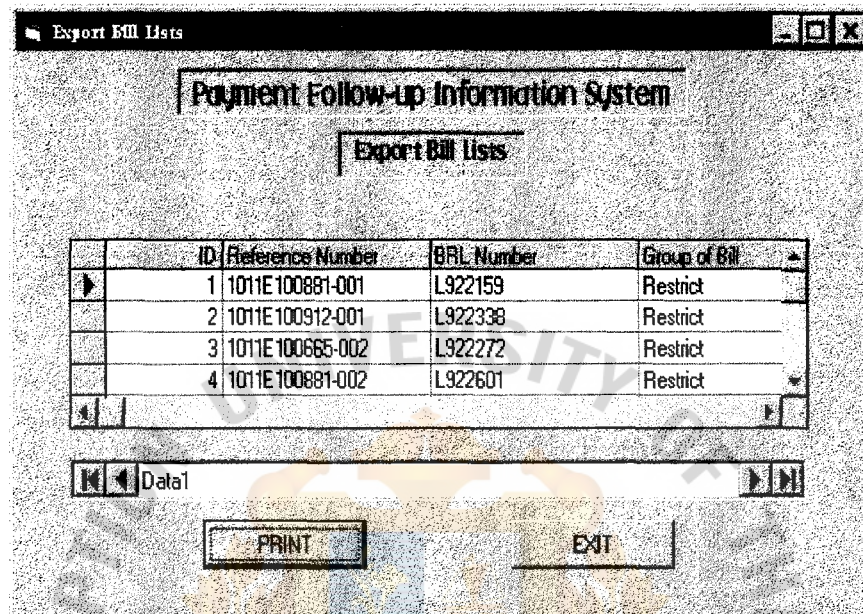 Export Bill Lists
Payment Follow-up Information System
Export Bill Lists
ID Reference Number BRL Number Group of Bill
1 1011E100881-001 L922159 Restrict
2 1011E100912-001 L922338 Restrict
3 1011E100665-002 L922272 Restrict
4 1011E100881-002 L922601 Restrict
Data1
PRINT EXIT